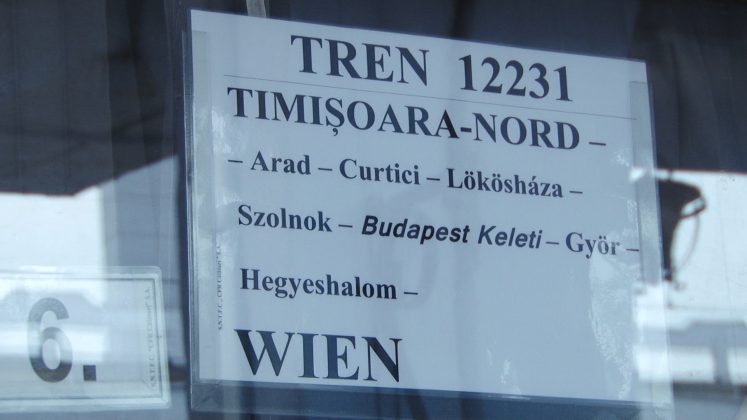 TREN 12231
TIMIȘOARA-NORD –
– Arad – Curtici – Lökösháza –
Szolnok – Budapest Keleti – Győr –
Hegyeshalom –
WIEN
6.